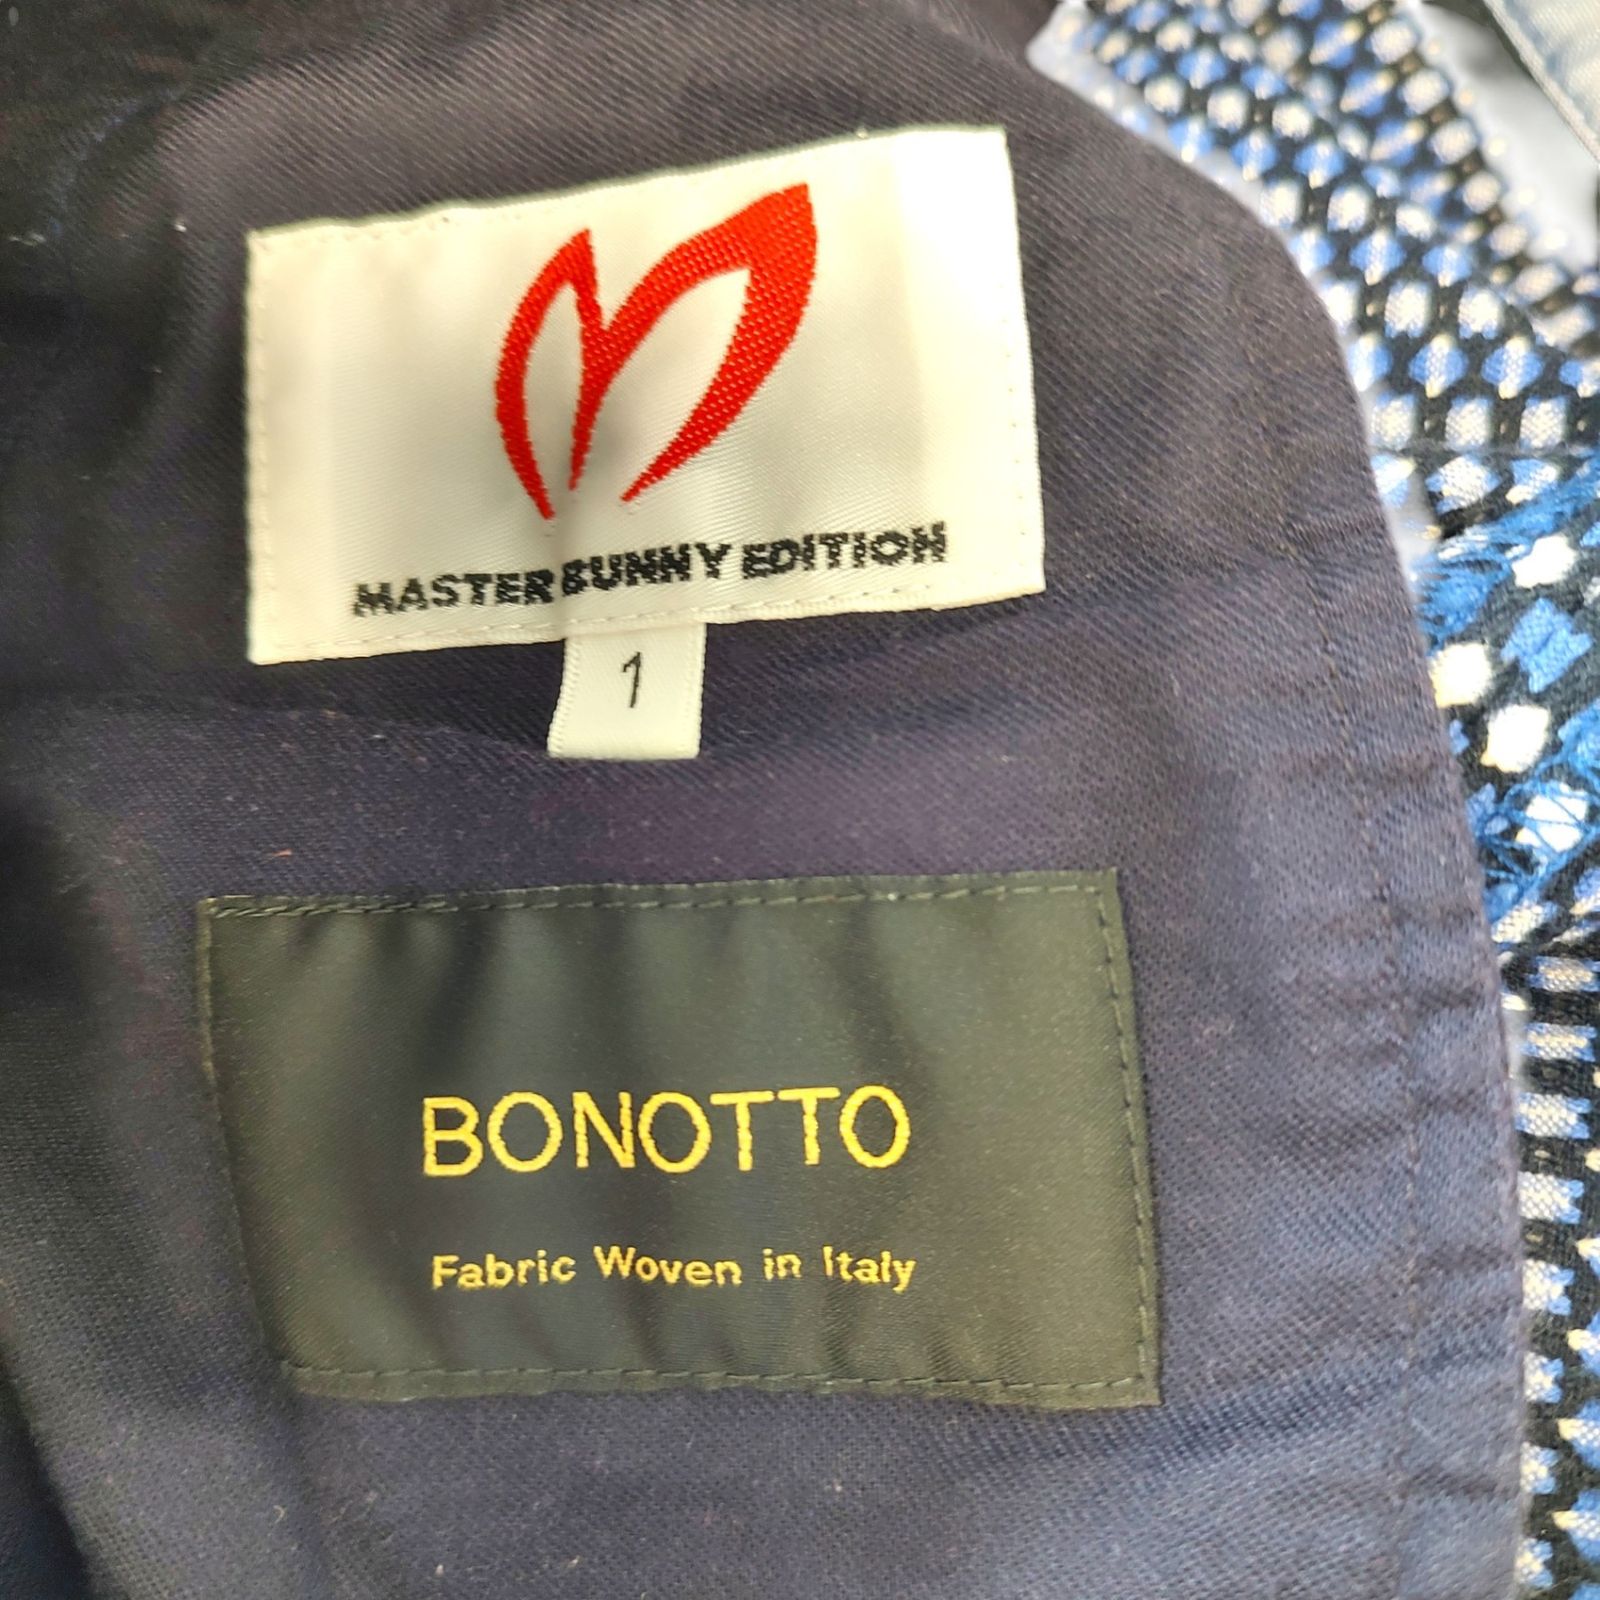 MASTER BUNNY EDITION
1
BONOTTO
Fabric Woven in Italy